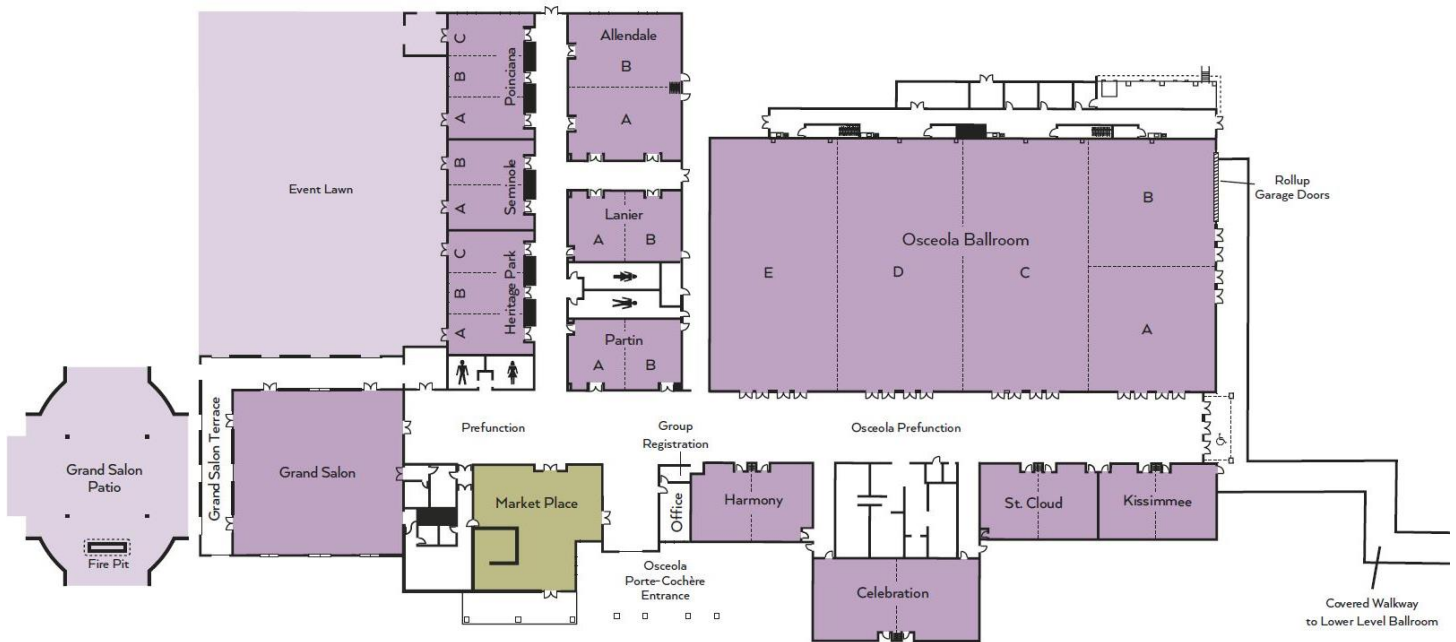 Event Lawn
C
B
A
Poinciana
B
A
Seminole
C
B
A
Heritage Park
Allendale
B
A
Lanier
A
B
Partin
A
B
Osceola Ballroom
E
D
C
B
A
Rollup
Garage Doors
Grand Salon
Patio
Fire Pit
Grand Salon Terrace
Grand Salon
Prefunction
Market Place
Group
Registration
Office
Osceola
Porte-Cochère
Entrance
Osceola Prefunction
Harmony
Celebration
St. Cloud
Kissimmee
Covered Walkway
to Lower Level Ballroom